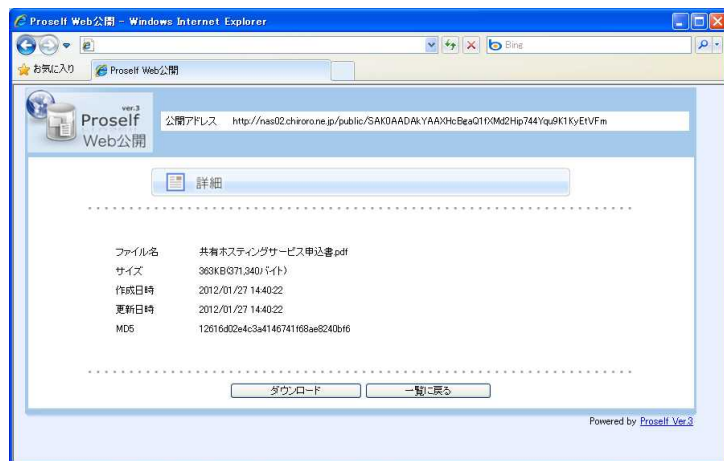 Proself Web公開 - Windows Internet Explorer
Bing
お気に入り
Proself Web公開
ver.3
Proself
Web公開
公開アドレス http://nas02.chiroro.ne.jp/public/SAK0AADAkYAAXHcBgaQ1fXMd2Hip744Yqu9K1KyEtVFm
詳細
ファイル名 共有ホスティングサービス申込書.pdf
サイズ 363KB(371,340バイト)
作成日時 2012/01/27 14:40:22
更新日時 2012/01/27 14:40:22
MD5 12616d02e4c3a4146741f68ae8240bf6
ダウンロード 一覧に戻る
Powered by Proself Ver.3